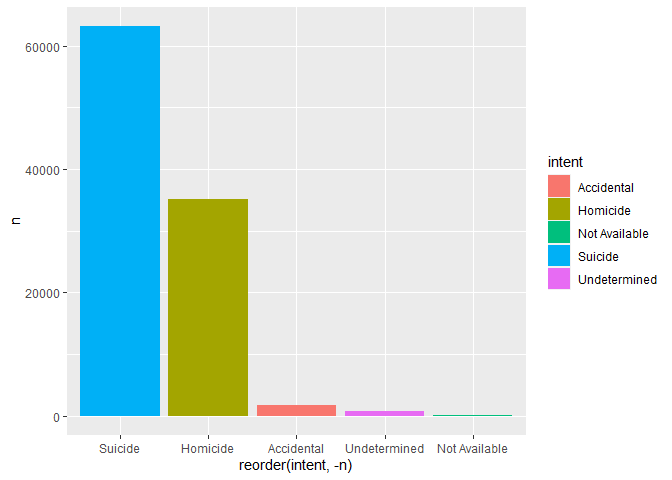 60000
40000
20000
0
n
Suicide Homicide Accidental Undetermined Not Available
reorder(intent, -n)
intent
Accidental
Homicide
Not Available
Suicide
Undetermined